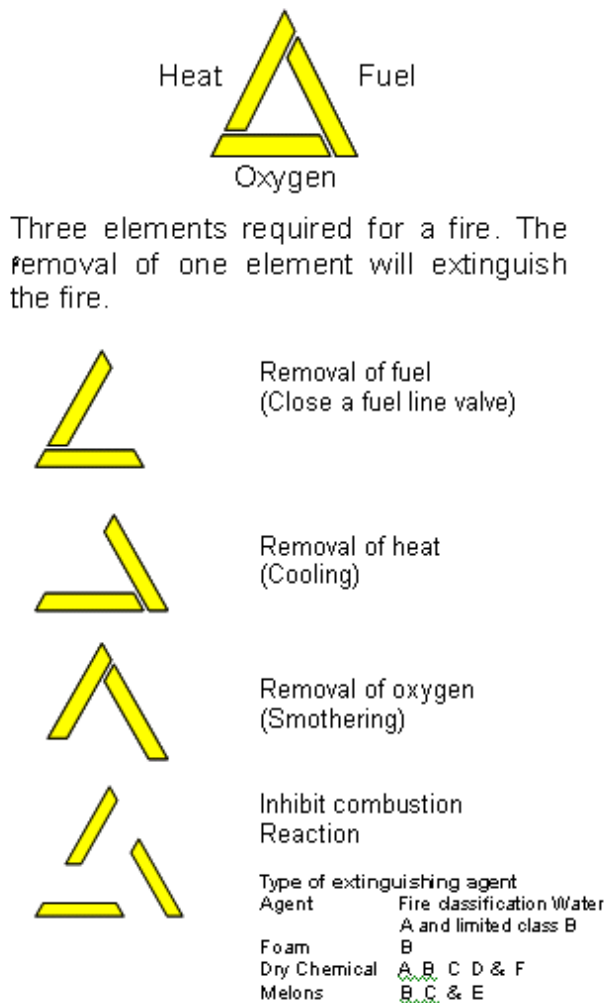 Heat Fuel
Oxygen
Three elements required for a fire. The
removal of one element will extinguish
the fire.
Removal of fuel
(Close a fuel line valve)
Removal of heat
(Cooling)
Removal of oxygen
(Smothering)
Inhibit combustion
Reaction
Type of extinguishing agent
Agent Fire classification Water
A and limited class B
Foam B
Dry Chemical A B C D & F
Melons B C & E